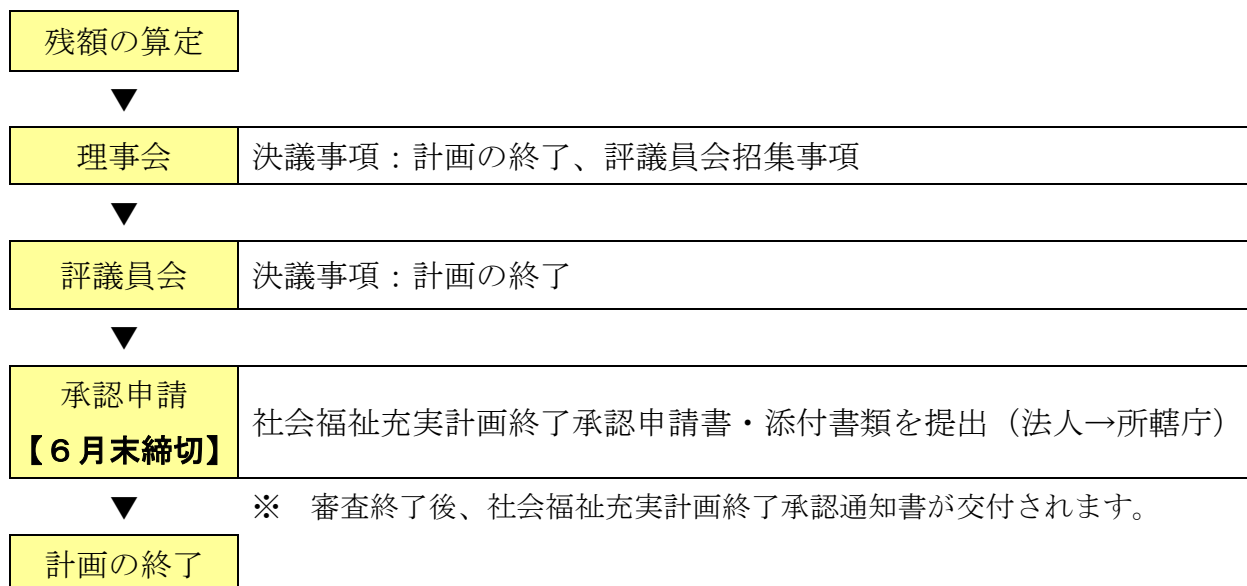 残額の算定
▼
理事会 決議事項：計画の終了、評議員会招集事項
▼
評議員会 決議事項：計画の終了
▼
承認申請
【６月末締切】
社会福祉充実計画終了承認申請書・添付書類を提出（法人→所轄庁）
▼ ※　審査終了後、社会福祉充実計画終了承認通知書が交付されます。
計画の終了